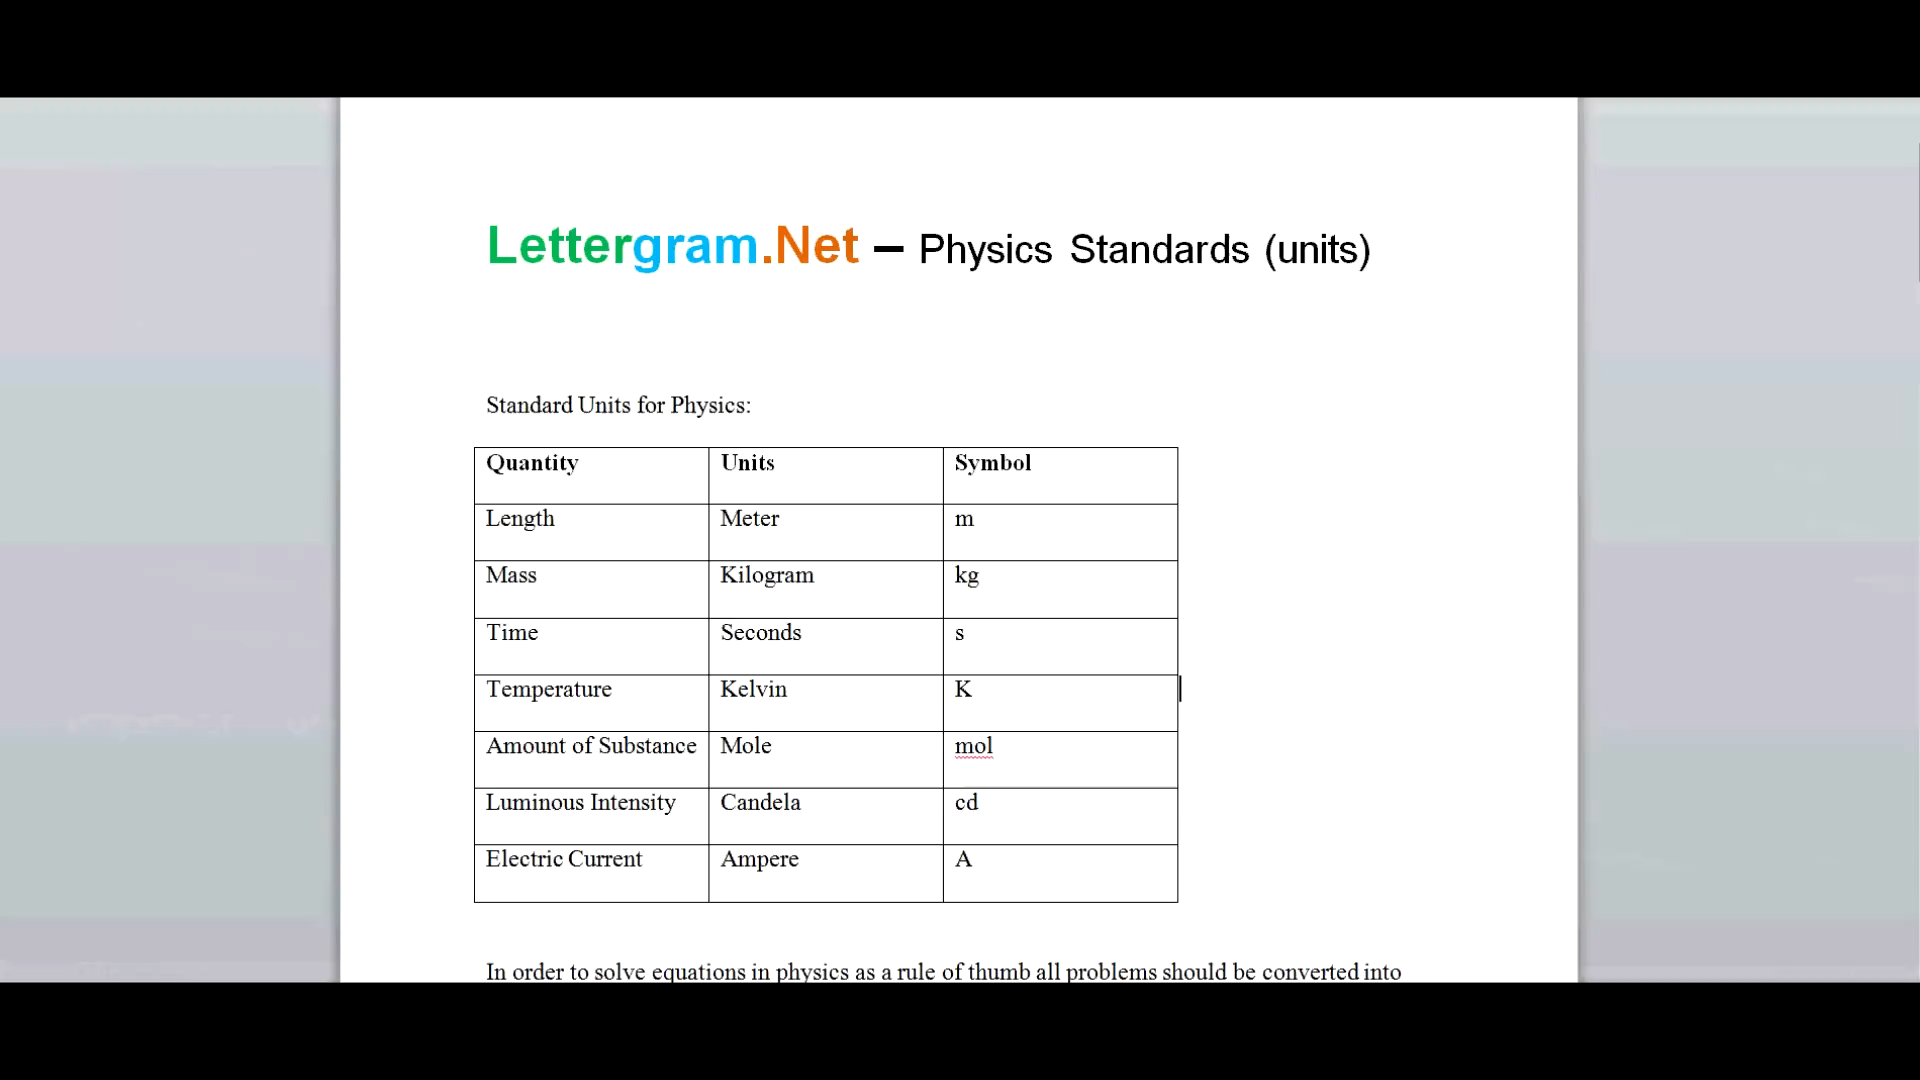 Lettergram.Net – Physics Standards (units)
Standard Units for Physics:
Quantity Units Symbol
Length Meter m
Mass Kilogram kg
Time Seconds s
Temperature Kelvin K
Amount of Substance Mole mol
Luminous Intensity Candela cd
Electric Current Ampere A
In order to solve equations in physics as a rule of thumb all problems should be converted into